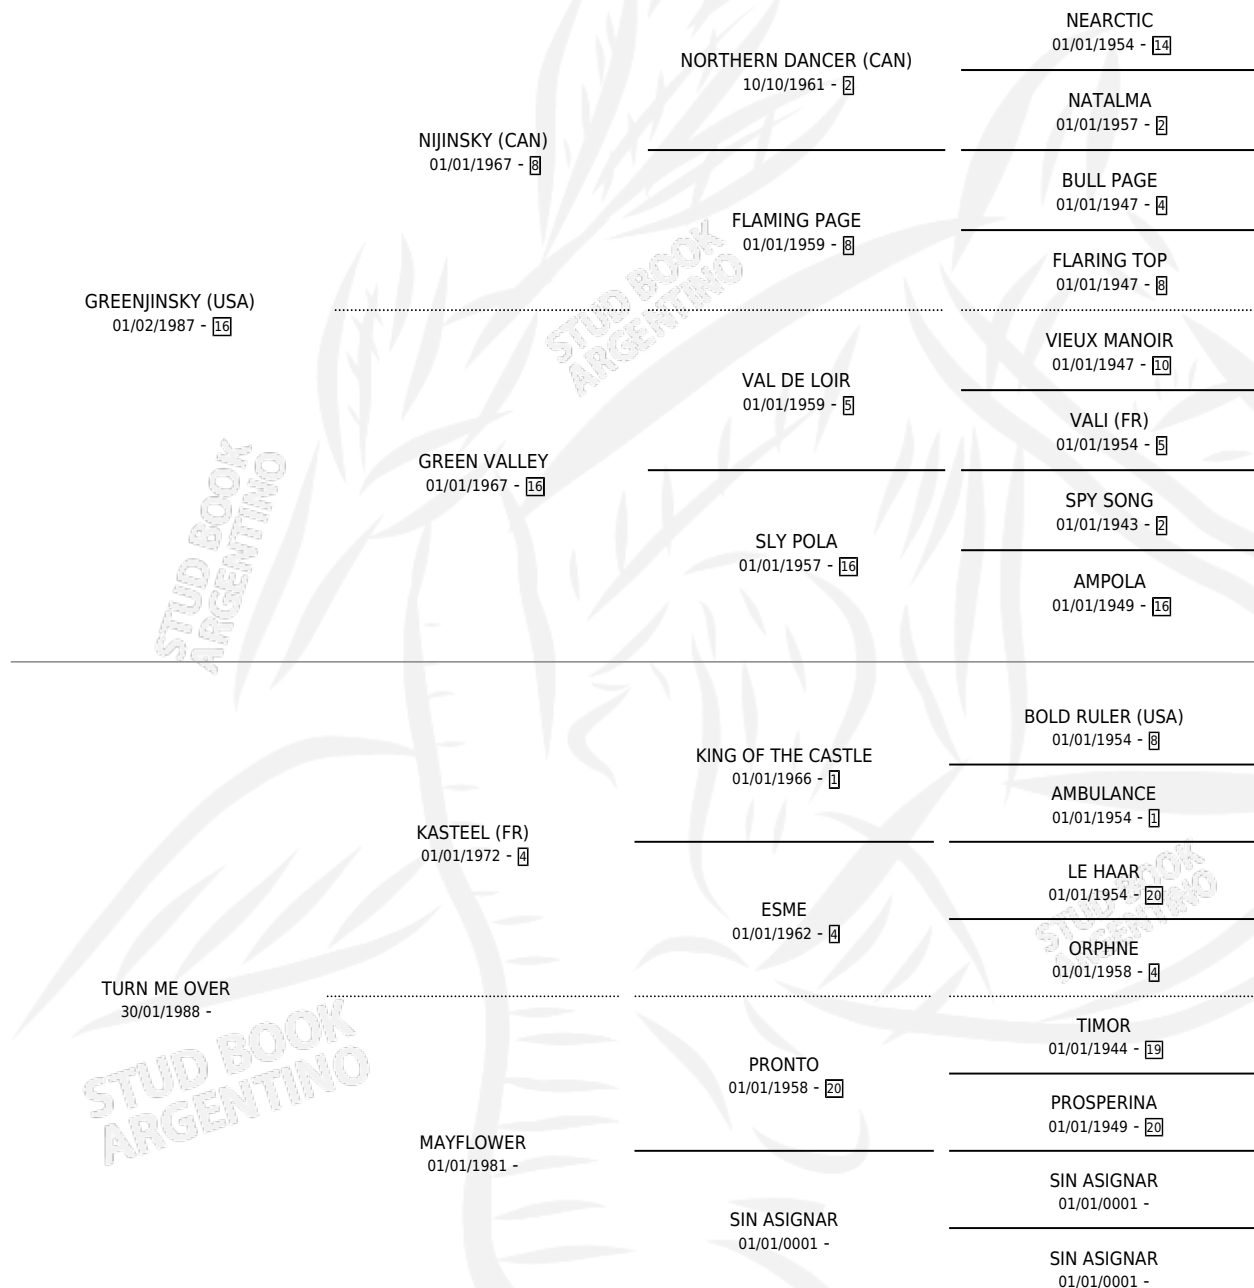 NEARCTIC
01/01/1954 - 14
NORTHERN DANCER (CAN)
10/10/1961 - 2
NATALMA
01/01/1957 - 2
NIJINSKY (CAN)
01/01/1967 - 8
BULL PAGE
01/01/1947 - 4
FLAMING PAGE
01/01/1959 - 8
FLARING TOP
01/01/1947 - 8
GREENJINSKY (USA)
01/02/1987 - 16
VIEUX MANOIR
01/01/1947 - 10
VAL DE LOIR
01/01/1959 - 5
VALI (FR)
01/01/1954 - 5
GREEN VALLEY
01/01/1967 - 16
SPY SONG
01/01/1943 - 2
SLY POLA
01/01/1957 - 16
AMPOLA
01/01/1949 - 16
STUD BOOK
ARGENTINO
STUD BOOK
ARGENTINO
BOLD RULER (USA)
01/01/1954 - 8
KING OF THE CASTLE
01/01/1966 - 1
AMBULANCE
01/01/1954 - 1
KASTEEL (FR)
01/01/1972 - 4
LE HAAR
01/01/1954 - 20
ESME
01/01/1962 - 4
ORPHNE
01/01/1958 - 4
TURN ME OVER
30/01/1988 -
TIMOR
01/01/1944 - 19
PRONTO
01/01/1958 - 20
PROSPERINA
01/01/1949 - 20
MAYFLOWER
01/01/1981 -
SIN ASIGNAR
01/01/0001 -
SIN ASIGNAR
01/01/0001 -
SIN ASIGNAR
01/01/0001 -
STUD BOOK
ARGENTINO
STUD BOOK
ARGENTINO